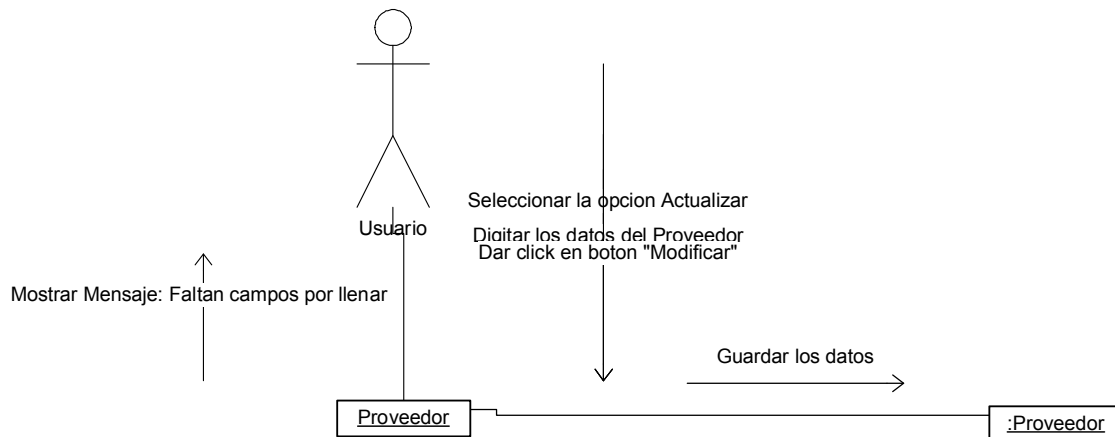 Seleccionar la opcion Actualizar
Usuario
Digitar los datos del Proveedor
Dar click en boton "Modificar"
Mostrar Mensaje: Faltan campos por llenar
Guardar los datos
Proveedor
:Proveedor